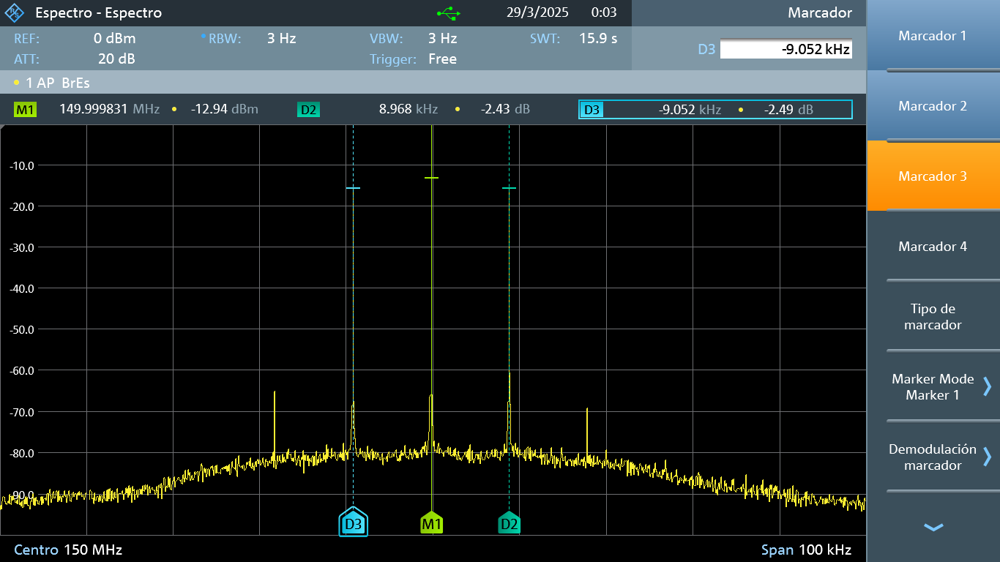 Espectro - Espectro 29/3/2025 0:03 Marcador
REF: 0 dBm RBW: 3 Hz VBW: 3 Hz SWT: 15.9 s
ATT: 20 dB Trigger: Free
D3 -9.052 kHz
1 AP BrEs
M1 149.999831 MHz • -12.94 dBm D2 8.968 kHz • -2.43 dB D3 -9.052 kHz • -2.49 dB
-10.0
-20.0
-30.0
-40.0
-50.0
-60.0
-70.0
-80.0
-90.0
D3 M1 D2
Centro 150 MHz Span 100 kHz
Marcador 1
Marcador 2
Marcador 3
Marcador 4
Tipo de
marcador
Marker Mode
Marker 1
Demodulación
marcador